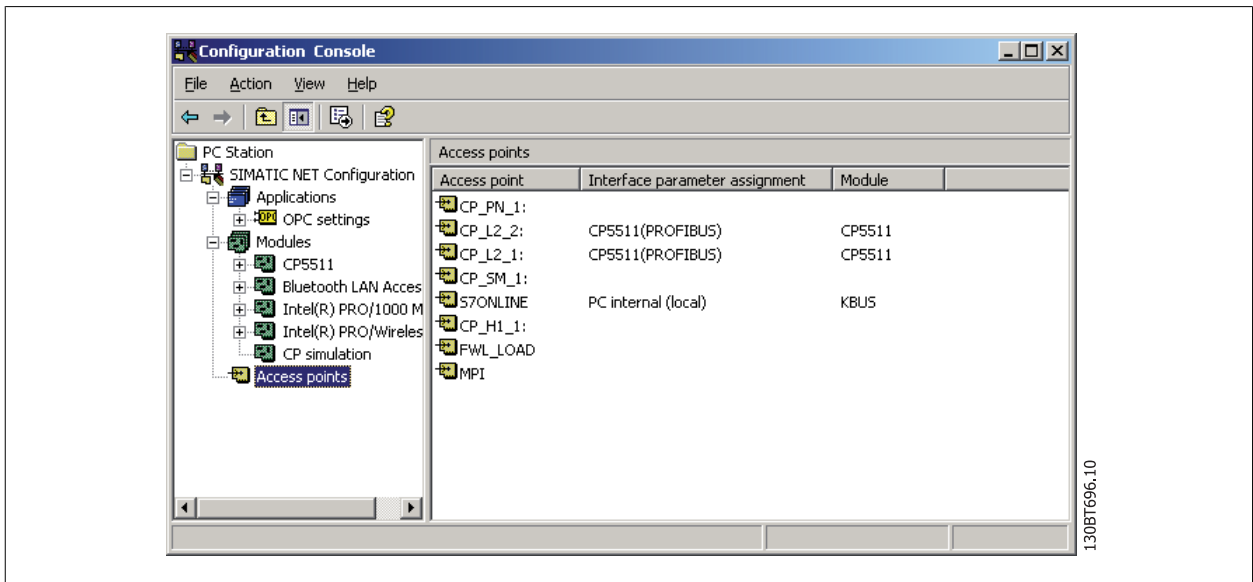 Configuration Console
File Action View Help
PC Station
SIMATIC NET Configuration
Applications
OPC settings
Modules
CP5511
Bluetooth LAN Acces
Intel(R) PRO/1000 M
Intel(R) PRO/Wireles
CP simulation
Access points
Access points
Access point Interface parameter assignment Module
CP_PN_1:
CP_L2_2: CP5511(PROFIBUS) CP5511
CP_L2_1: CP5511(PROFIBUS) CP5511
CP_SM_1:
S7ONLINE PC internal (local) KBUS
CP_H1_1:
FWL_LOAD
MPI
130BT696.10